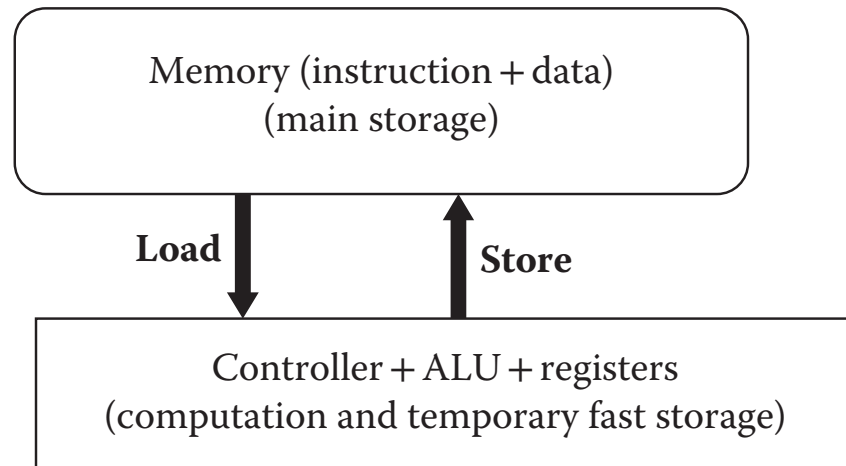 Memory (instruction + data)
(main storage)
Load
Store
Controller + ALU + registers
(computation and temporary fast storage)